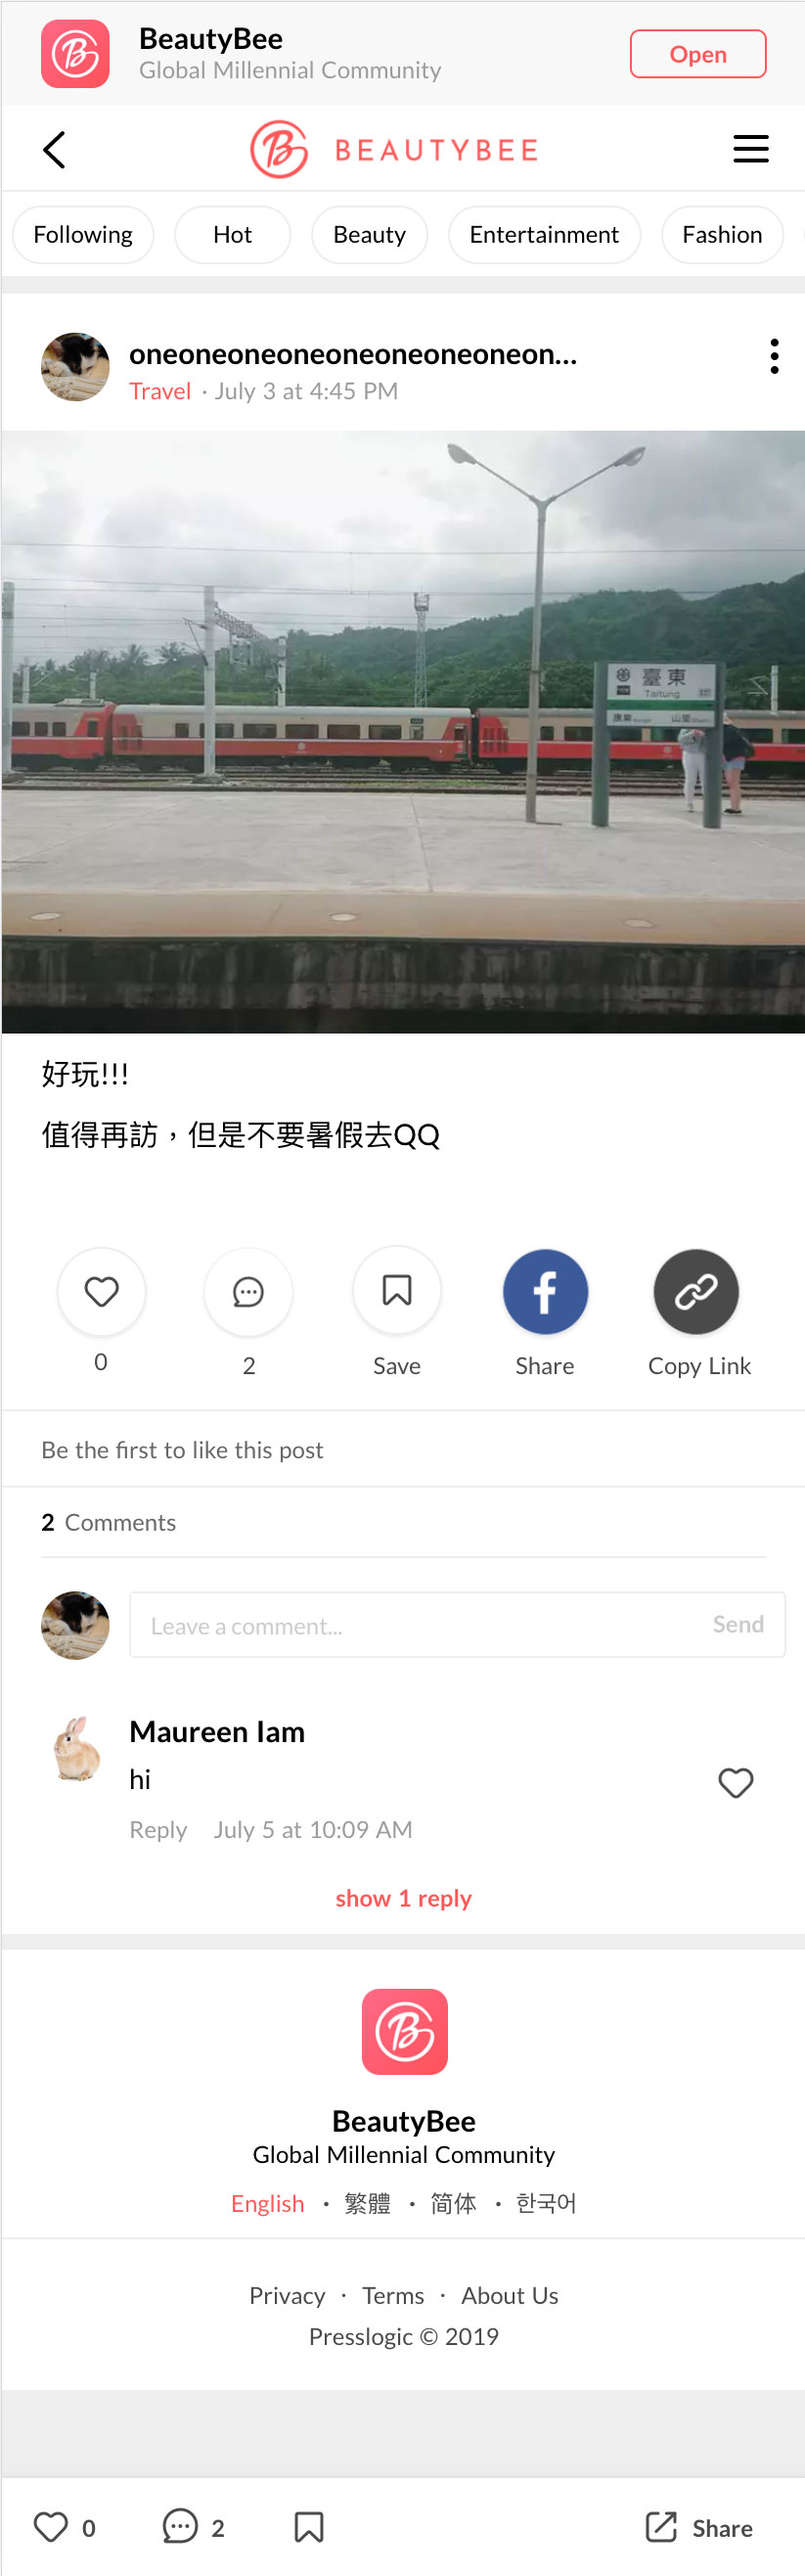 BeautyBee
Global Millennial Community
Open
BEAUTYBEE
Following Hot Beauty Entertainment Fashion
oneoneoneoneoneoneoneoneon...
Travel · July 3 at 4:45 PM
臺東
Taitung
康樂 山里
好玩!!!
值得再訪，但是不要暑假去QQ
0 2 Save Share Copy Link
Be the first to like this post
2 Comments
Leave a comment... Send
Maureen Iam
hi
Reply July 5 at 10:09 AM
show 1 reply
BeautyBee
Global Millennial Community
English · 繁體 · 简体 · 한국어
Privacy · Terms · About Us
Presslogic © 2019
0 2 Share